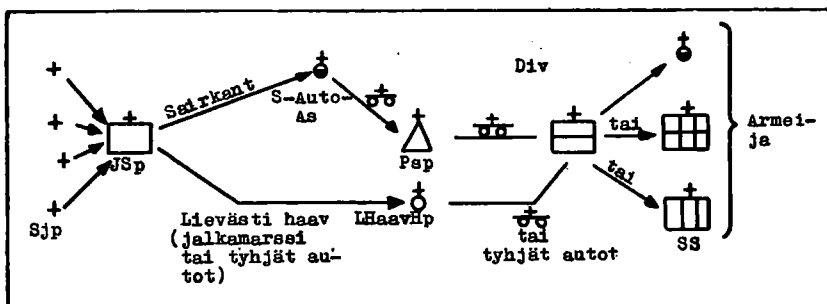 Sairkant
S-Auto-
As
Div
JSp
Psp
tai
Armei-
ja
tai
Sjp
Lievästi haav
(jalkamarssi
tai tyhjät au-
tot)
LHaavHp
tai
tyhjät autot
SS